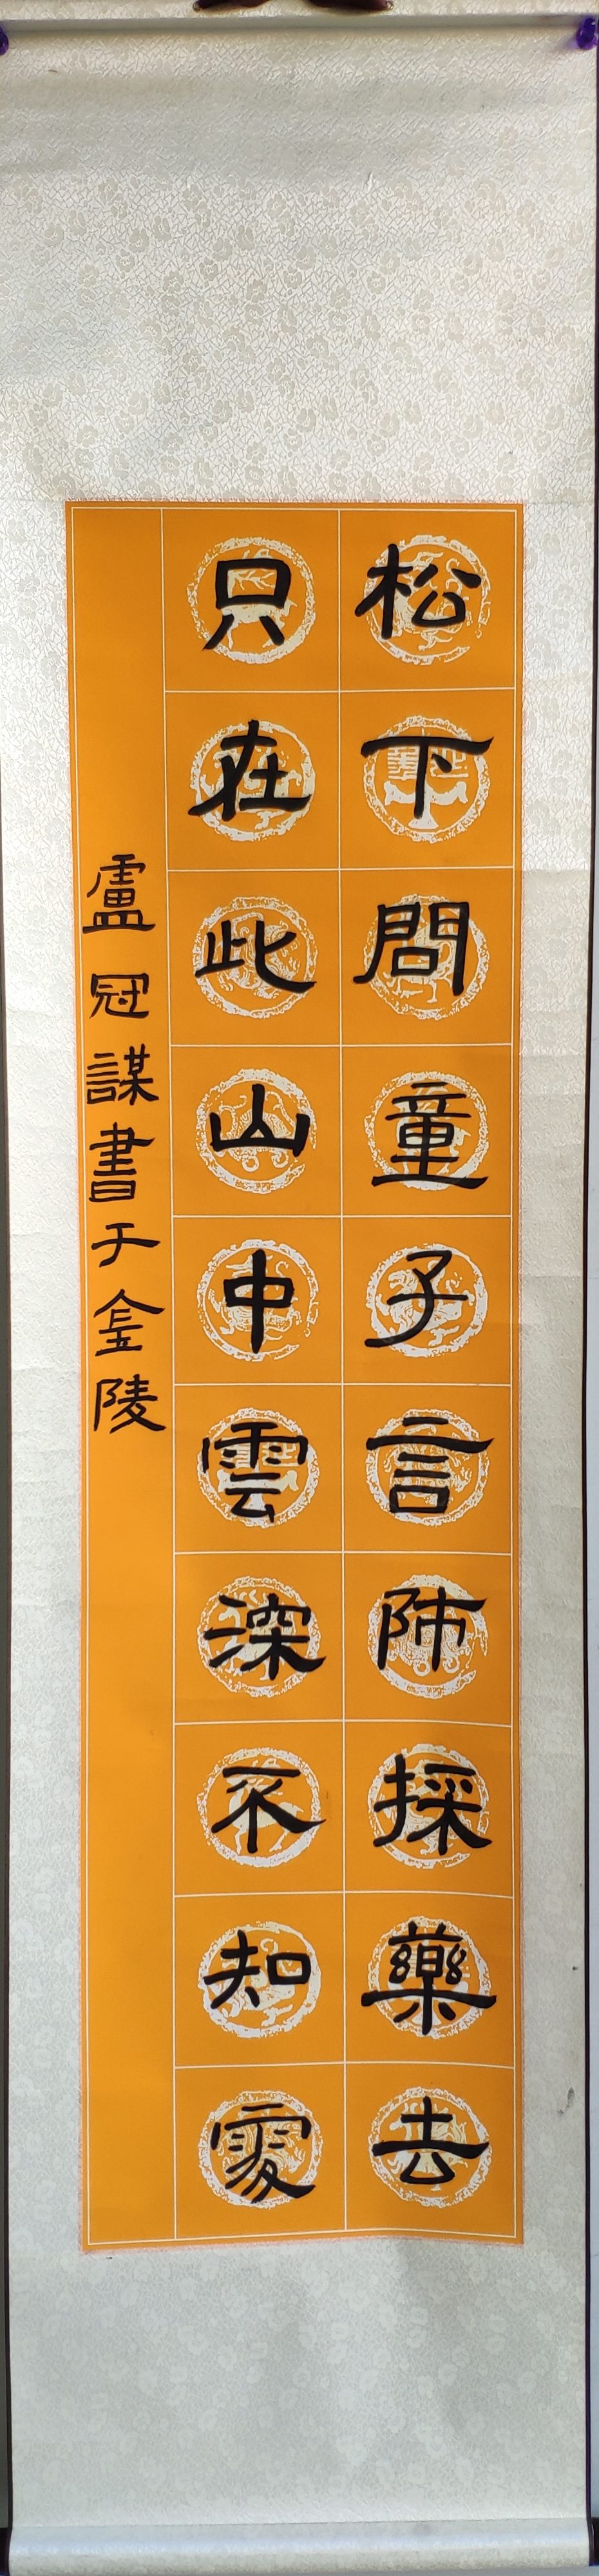 松下問童子言師採藥去
只在此山中雲深不知處
盧冠謀書于金陵